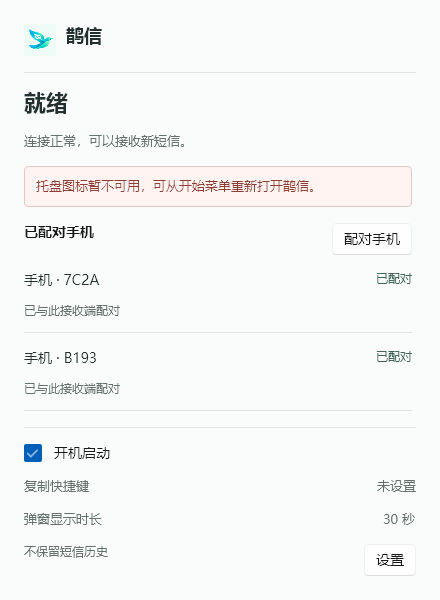 鹊信
就绪
连接正常，可以接收新短信。
托盘图标暂不可用，可从开始菜单重新打开鹊信。
已配对手机
配对手机
手机 · 7C2A
已配对
已与此接收端配对
手机 · B193
已配对
已与此接收端配对
开机启动
复制快捷键
未设置
弹窗显示时长
30 秒
不保留短信历史
设置